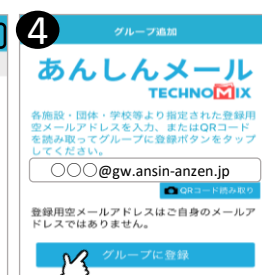 4
グループ追加
あんしんメール
TECHNOMIX
各施設・団体・学校等より指定された登録用
空メールアドレスを入力、またはQRコード
を読み取ってグループに登録ボタンをタップ
してください。
○○○@gw.ansin-anzen.jp
QRコード読み取り
登録用空メールアドレスはご自身のメールア
ドレスではありません。
グループに登録